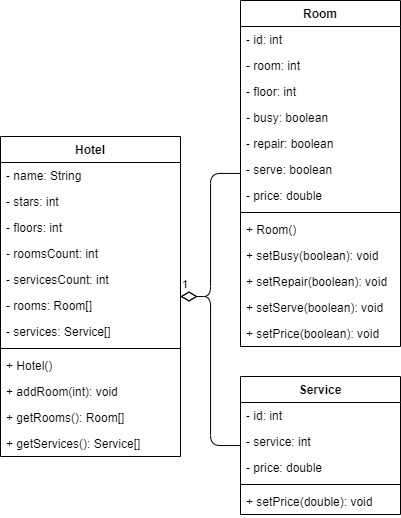 Hotel
- name: String
- stars: int
- floors: int
- roomsCount: int
- servicesCount: int
- rooms: Room[]
- services: Service[]
+ Hotel()
+ addRoom(int): void
+ getRooms(): Room[]
+ getServices(): Service[]
1
Room
- id: int
- room: int
- floor: int
- busy: boolean
- repair: boolean
- serve: boolean
- price: double
+ Room()
+ setBusy(boolean): void
+ setRepair(boolean): void
+ setServe(boolean): void
+ setPrice(boolean): void
Service
- id: int
- service: int
- price: double
+ setPrice(double): void